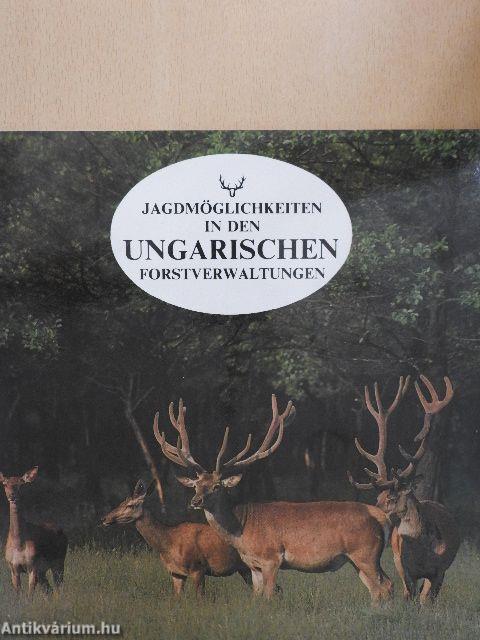 JAGDMÖGLICHKEITEN
IN DEN
UNGARISCHEN
FORSTVERWALTUNGEN
Antikvárium.hu